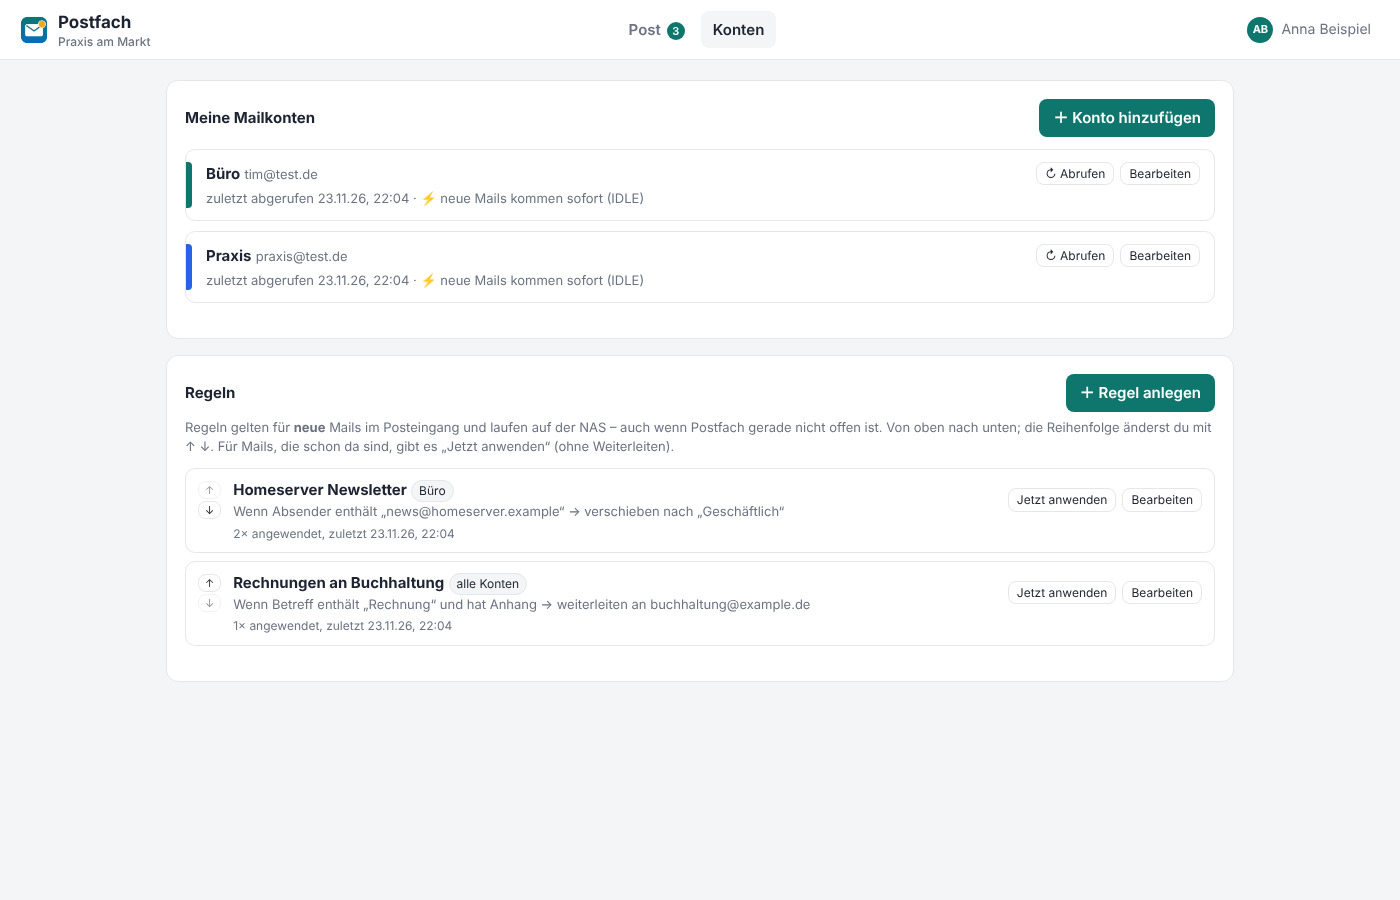 Postfach
Praxis am Markt
Post 3
Konten
AB Anna Beispiel
Meine Mailkonten
+ Konto hinzufügen
Büro tim@test.de
↻ Abrufen
Bearbeiten
zuletzt abgerufen 23.11.26, 22:04 · ⚡ neue Mails kommen sofort (IDLE)
Praxis praxis@test.de
↻ Abrufen
Bearbeiten
zuletzt abgerufen 23.11.26, 22:04 · ⚡ neue Mails kommen sofort (IDLE)
Regeln
+ Regel anlegen
Regeln gelten für neue Mails im Posteingang und laufen auf der NAS – auch wenn Postfach gerade nicht offen ist. Von oben nach unten; die Reihenfolge änderst du mit
↑ ↓. Für Mails, die schon da sind, gibt es „Jetzt anwenden“ (ohne Weiterleiten).
↑
↓
Homeserver Newsletter Büro
Jetzt anwenden
Bearbeiten
Wenn Absender enthält „news@homeserver.example“ → verschieben nach „Geschäftlich“
2× angewendet, zuletzt 23.11.26, 22:04
↑
↓
Rechnungen an Buchhaltung alle Konten
Jetzt anwenden
Bearbeiten
Wenn Betreff enthält „Rechnung“ und hat Anhang → weiterleiten an buchhaltung@example.de
1× angewendet, zuletzt 23.11.26, 22:04